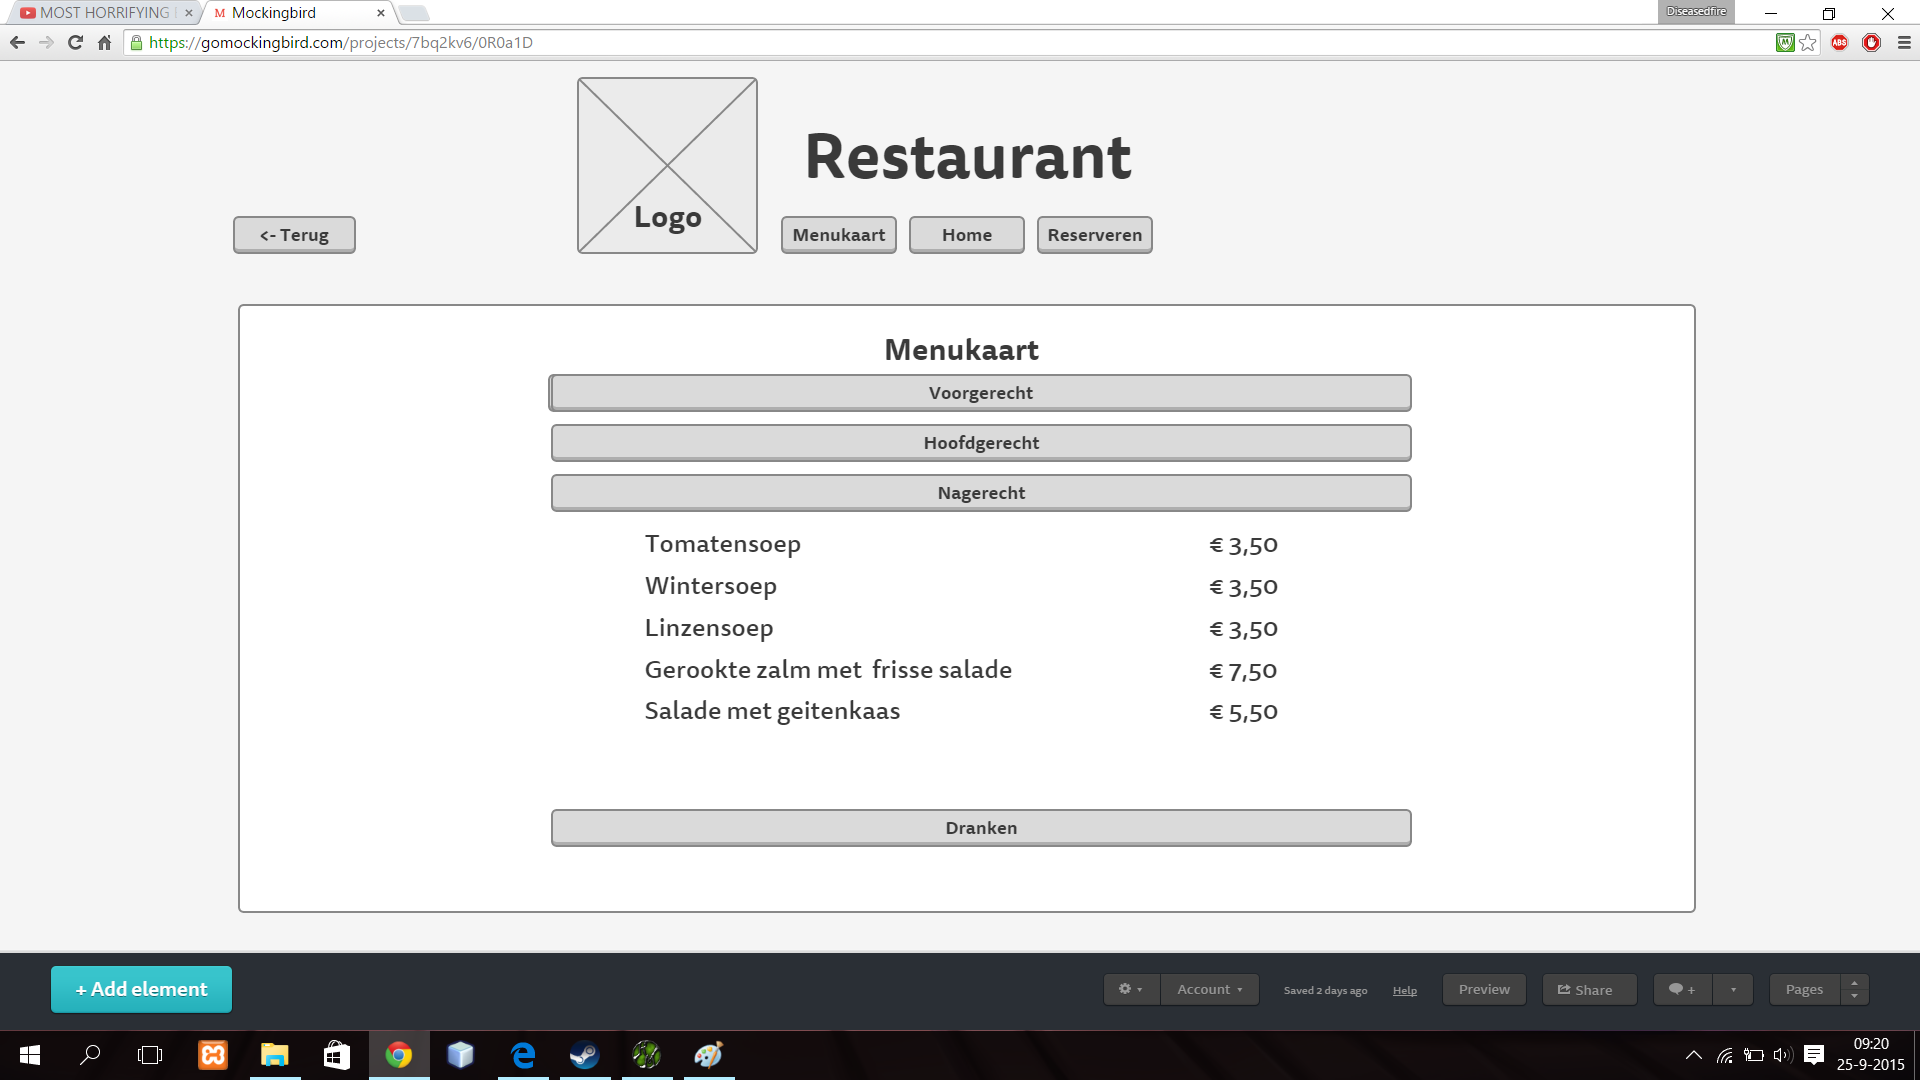 MOST HORRIFYING
Mockingbird
Diseasedfire
https://gomockingbird.com/projects/7bq2kv6/0R0a1D
ABS
Restaurant
Logo
<- Terug
Menukaart
Home
Reserveren
Menukaart
Voorgerecht
Hoofdgerecht
Nagerecht
Tomatensoep € 3,50
Wintersoep € 3,50
Linzensoep € 3,50
Gerookte zalm met frisse salade € 7,50
Salade met geitenkaas € 5,50
Dranken
+ Add element
Account
Saved 2 days ago
Help
Preview
Share
+
Pages
09:20
25-9-2015